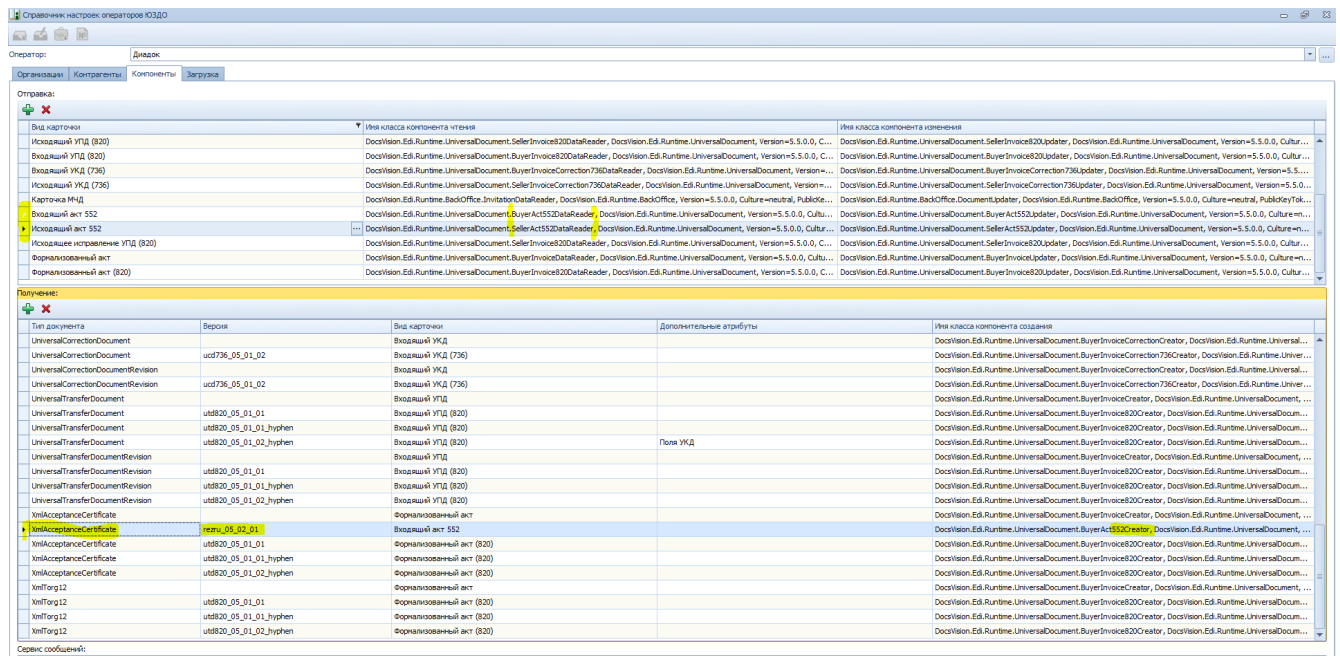 Справочник настроек операторов ЮЗДО
Оператор: Диадок
Организации Контрагенты Компоненты Загрузка
Отправка:
Вид карточки Имя класса компонента чтения Имя класса компонента изменения
Исходящий УПД (820) DocsVision.Edi.Runtime.UniversalDocument.SellerInvoice820DataReader, DocsVision.Edi.Runtime.UniversalDocument, Version=5.5.0.0, C... DocsVision.Edi.Runtime.UniversalDocument.SellerInvoice820Updater, DocsVision.Edi.Runtime.UniversalDocument, Version=5.5.0.0, Cultur...
Входящий УПД (820) DocsVision.Edi.Runtime.UniversalDocument.BuyerInvoice820DataReader, DocsVision.Edi.Runtime.UniversalDocument, Version=5.5.0.0, C... DocsVision.Edi.Runtime.UniversalDocument.BuyerInvoice820Updater, DocsVision.Edi.Runtime.UniversalDocument, Version=5.5.0.0, Cultur...
Входящий УКД (736) DocsVision.Edi.Runtime.UniversalDocument.BuyerInvoiceCorrection736DataReader, DocsVision.Edi.Runtime.UniversalDocument, Version=... DocsVision.Edi.Runtime.UniversalDocument.BuyerInvoiceCorrection736Updater, DocsVision.Edi.Runtime.UniversalDocument, Version=5.5....
Исходящий УКД (736) DocsVision.Edi.Runtime.UniversalDocument.SellerInvoiceCorrection736DataReader, DocsVision.Edi.Runtime.UniversalDocument, Version=... DocsVision.Edi.Runtime.UniversalDocument.SellerInvoiceCorrection736Updater, DocsVision.Edi.Runtime.UniversalDocument, Version=5.5.0...
Карточка МЧД DocsVision.Edi.Runtime.BackOffice.InvitationDataReader, DocsVision.Edi.Runtime.BackOffice, Version=5.5.0.0, Culture=neutral, PublicKe... DocsVision.Edi.Runtime.BackOffice.DocumentUpdater, DocsVision.Edi.Runtime.BackOffice, Version=5.5.0.0, Culture=neutral, PublicKeyTok...
Входящий акт 552 DocsVision.Edi.Runtime.UniversalDocument.BuyerAct552DataReader, DocsVision.Edi.Runtime.UniversalDocument, Version=5.5.0.0, Cultu... DocsVision.Edi.Runtime.UniversalDocument.BuyerAct552Updater, DocsVision.Edi.Runtime.UniversalDocument, Version=5.5.0.0, Culture=n...
Исходящий акт 552 ... DocsVision.Edi.Runtime.UniversalDocument.SellerAct552DataReader, DocsVision.Edi.Runtime.UniversalDocument, Version=5.5.0.0, Cultu... DocsVision.Edi.Runtime.UniversalDocument.SellerAct552Updater, DocsVision.Edi.Runtime.UniversalDocument, Version=5.5.0.0, Culture=n...
Исходящее исправление УПД (820) DocsVision.Edi.Runtime.UniversalDocument.SellerInvoice820DataReader, DocsVision.Edi.Runtime.UniversalDocument, Version=5.5.0.0, C... DocsVision.Edi.Runtime.UniversalDocument.SellerInvoice820Updater, DocsVision.Edi.Runtime.UniversalDocument, Version=5.5.0.0, Cultur...
Формализованный акт DocsVision.Edi.Runtime.UniversalDocument.BuyerInvoiceDataReader, DocsVision.Edi.Runtime.UniversalDocument, Version=5.5.0.0, Cultu... DocsVision.Edi.Runtime.UniversalDocument.BuyerInvoiceUpdater, DocsVision.Edi.Runtime.UniversalDocument, Version=5.5.0.0, Culture=n...
Формализованный акт (820) DocsVision.Edi.Runtime.UniversalDocument.BuyerInvoice820DataReader, DocsVision.Edi.Runtime.UniversalDocument, Version=5.5.0.0, C... DocsVision.Edi.Runtime.UniversalDocument.BuyerInvoice820Updater, DocsVision.Edi.Runtime.UniversalDocument, Version=5.5.0.0, Cultur...
Получение:
Тип документа Версия Вид карточки Дополнительные атрибуты Имя класса компонента создания
UniversalCorrectionDocument Входящий УКД DocsVision.Edi.Runtime.UniversalDocument.BuyerInvoiceCorrectionCreator, DocsVision.Edi.Runtime.Universal...
UniversalCorrectionDocument ucd736_05_01_02 Входящий УКД (736) DocsVision.Edi.Runtime.UniversalDocument.BuyerInvoiceCorrection736Creator, DocsVision.Edi.Runtime.Univer...
UniversalCorrectionDocumentRevision Входящий УКД DocsVision.Edi.Runtime.UniversalDocument.BuyerInvoiceCorrectionCreator, DocsVision.Edi.Runtime.Universal...
UniversalCorrectionDocumentRevision ucd736_05_01_02 Входящий УКД (736) DocsVision.Edi.Runtime.UniversalDocument.BuyerInvoiceCorrection736Creator, DocsVision.Edi.Runtime.Univer...
UniversalTransferDocument Входящий УПД DocsVision.Edi.Runtime.UniversalDocument.BuyerInvoiceCreator, DocsVision.Edi.Runtime.UniversalDocument, ...
UniversalTransferDocument utd820_05_01_01 Входящий УПД (820) DocsVision.Edi.Runtime.UniversalDocument.BuyerInvoice820Creator, DocsVision.Edi.Runtime.UniversalDocum...
UniversalTransferDocument utd820_05_01_01_hyphen Входящий УПД (820) DocsVision.Edi.Runtime.UniversalDocument.BuyerInvoice820Creator, DocsVision.Edi.Runtime.UniversalDocum...
UniversalTransferDocument utd820_05_01_02_hyphen Входящий УПД (820) Поля УКД DocsVision.Edi.Runtime.UniversalDocument.BuyerInvoice820Creator, DocsVision.Edi.Runtime.UniversalDocum...
UniversalTransferDocumentRevision Входящий УПД DocsVision.Edi.Runtime.UniversalDocument.BuyerInvoiceCreator, DocsVision.Edi.Runtime.UniversalDocument, ...
UniversalTransferDocumentRevision utd820_05_01_01 Входящий УПД (820) DocsVision.Edi.Runtime.UniversalDocument.BuyerInvoice820Creator, DocsVision.Edi.Runtime.UniversalDocum...
UniversalTransferDocumentRevision utd820_05_01_01_hyphen Входящий УПД (820) DocsVision.Edi.Runtime.UniversalDocument.BuyerInvoice820Creator, DocsVision.Edi.Runtime.UniversalDocum...
UniversalTransferDocumentRevision utd820_05_01_02_hyphen Входящий УПД (820) DocsVision.Edi.Runtime.UniversalDocument.BuyerInvoice820Creator, DocsVision.Edi.Runtime.UniversalDocum...
XmlAcceptanceCertificate Формализованный акт DocsVision.Edi.Runtime.UniversalDocument.BuyerInvoiceCreator, DocsVision.Edi.Runtime.UniversalDocument, ...
XmlAcceptanceCertificate rezru_05_02_01 Входящий акт 552 DocsVision.Edi.Runtime.UniversalDocument.BuyerAct552Creator, DocsVision.Edi.Runtime.UniversalDocument, ...
XmlAcceptanceCertificate utd820_05_01_01 Формализованный акт (820) DocsVision.Edi.Runtime.UniversalDocument.BuyerInvoice820Creator, DocsVision.Edi.Runtime.UniversalDocum...
XmlAcceptanceCertificate utd820_05_01_01_hyphen Формализованный акт (820) DocsVision.Edi.Runtime.UniversalDocument.BuyerInvoice820Creator, DocsVision.Edi.Runtime.UniversalDocum...
XmlAcceptanceCertificate utd820_05_01_02_hyphen Формализованный акт (820) DocsVision.Edi.Runtime.UniversalDocument.BuyerInvoice820Creator, DocsVision.Edi.Runtime.UniversalDocum...
XmlTorg12 Формализованный акт DocsVision.Edi.Runtime.UniversalDocument.BuyerInvoiceCreator, DocsVision.Edi.Runtime.UniversalDocument, ...
XmlTorg12 utd820_05_01_01 Формализованный акт (820) DocsVision.Edi.Runtime.UniversalDocument.BuyerInvoice820Creator, DocsVision.Edi.Runtime.UniversalDocum...
XmlTorg12 utd820_05_01_01_hyphen Формализованный акт (820) DocsVision.Edi.Runtime.UniversalDocument.BuyerInvoice820Creator, DocsVision.Edi.Runtime.UniversalDocum...
XmlTorg12 utd820_05_01_02_hyphen Формализованный акт (820) DocsVision.Edi.Runtime.UniversalDocument.BuyerInvoice820Creator, DocsVision.Edi.Runtime.UniversalDocum...
Сервис сообщений: